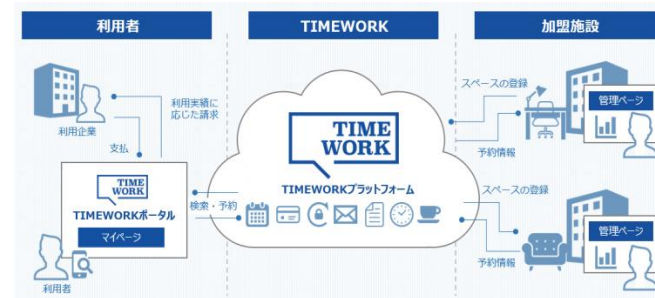 利用者
TIMEWORK
加盟施設
利用企業
利用実績に
応じた請求
支払
TIME
WORK
TIMEWORKポータル
マイページ
利用者
検索・予約
TIME
WORK
TIMEWORKプラットフォーム
スペースの登録
予約情報
管理ページ
スペースの登録
予約情報
管理ページ